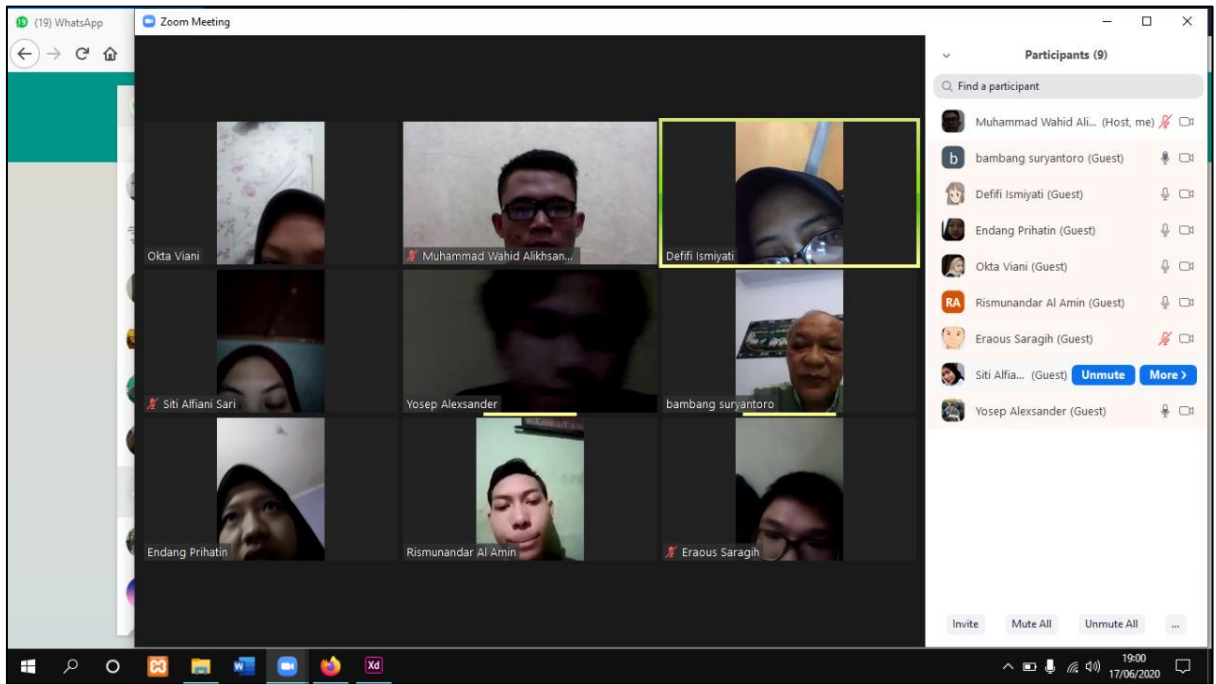 (19) WhatsApp
Zoom Meeting
Participants (9)
Find a participant
Okta Viani
Muhammad Wahid Alikhsan...
Defifi Ismiyati
Siti Alfiani Sari
Yosep Alexsander
bambang suryantoro
Endang Prihatin
Rismunandar Al Amin
Eraous Saragih
Muhammad Wahid Ali... (Host, me)
b bambang suryantoro (Guest)
Defifi Ismiyati (Guest)
Endang Prihatin (Guest)
Okta Viani (Guest)
RA Rismunandar Al Amin (Guest)
Eraous Saragih (Guest)
Siti Alfia... (Guest) Unmute More >
Yosep Alexsander (Guest)
Invite Mute All Unmute All ...
W Xd
19:00
17/06/2020